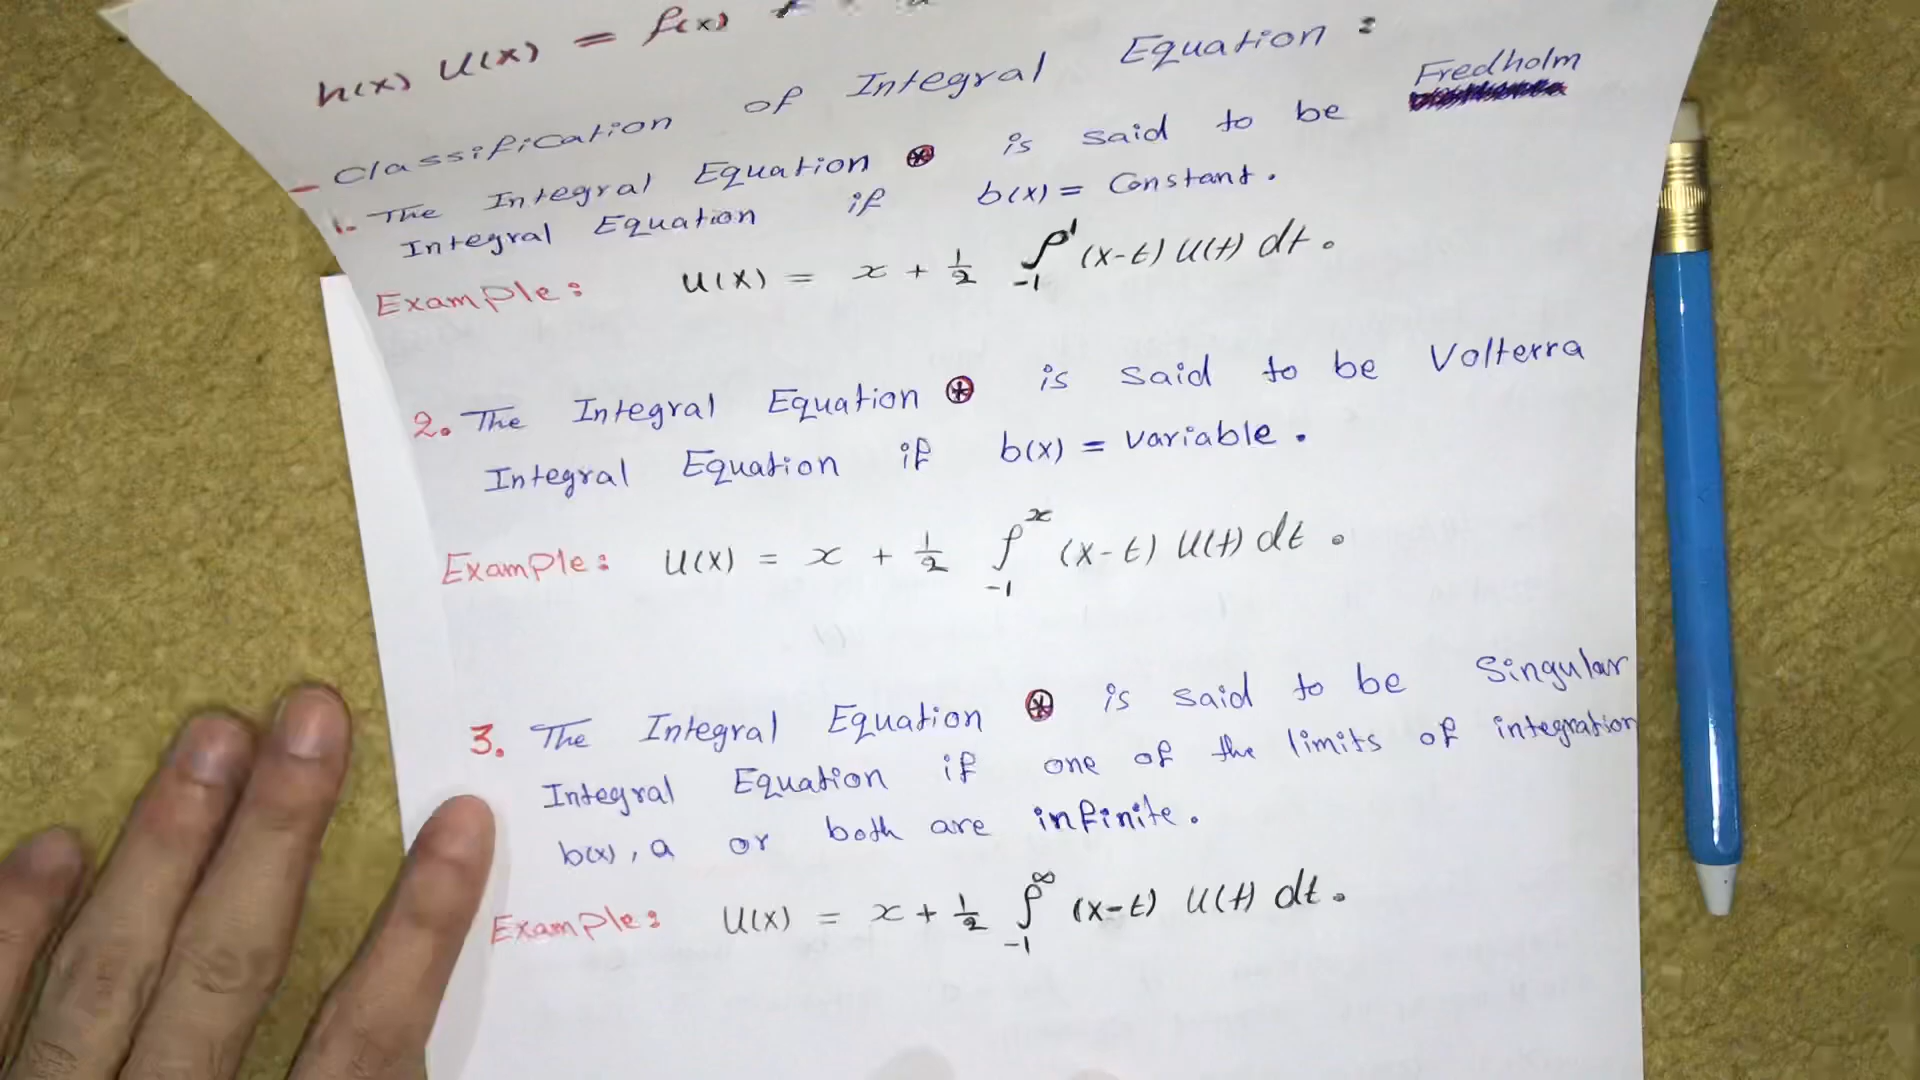 h(x) u(x) = f(x)
Classification of Integral Equation :
1. The Integral Equation ⊛ is said to be Fredholm
Integral Equation if b(x) = Constant.
Example: u(x) = x + 1/2 ∫_{-1}^{1} (x-t) u(t) dt.
2. The Integral Equation ⊛ is said to be Volterra
Integral Equation if b(x) = variable.
Example: u(x) = x + 1/2 ∫_{-1}^{x} (x-t) u(t) dt.
3. The Integral Equation ⊛ is said to be Singular
Integral Equation if one of the limits of integration
b(x), a or both are infinite.
Example: u(x) = x + 1/2 ∫_{-1}^{∞} (x-t) u(t) dt.